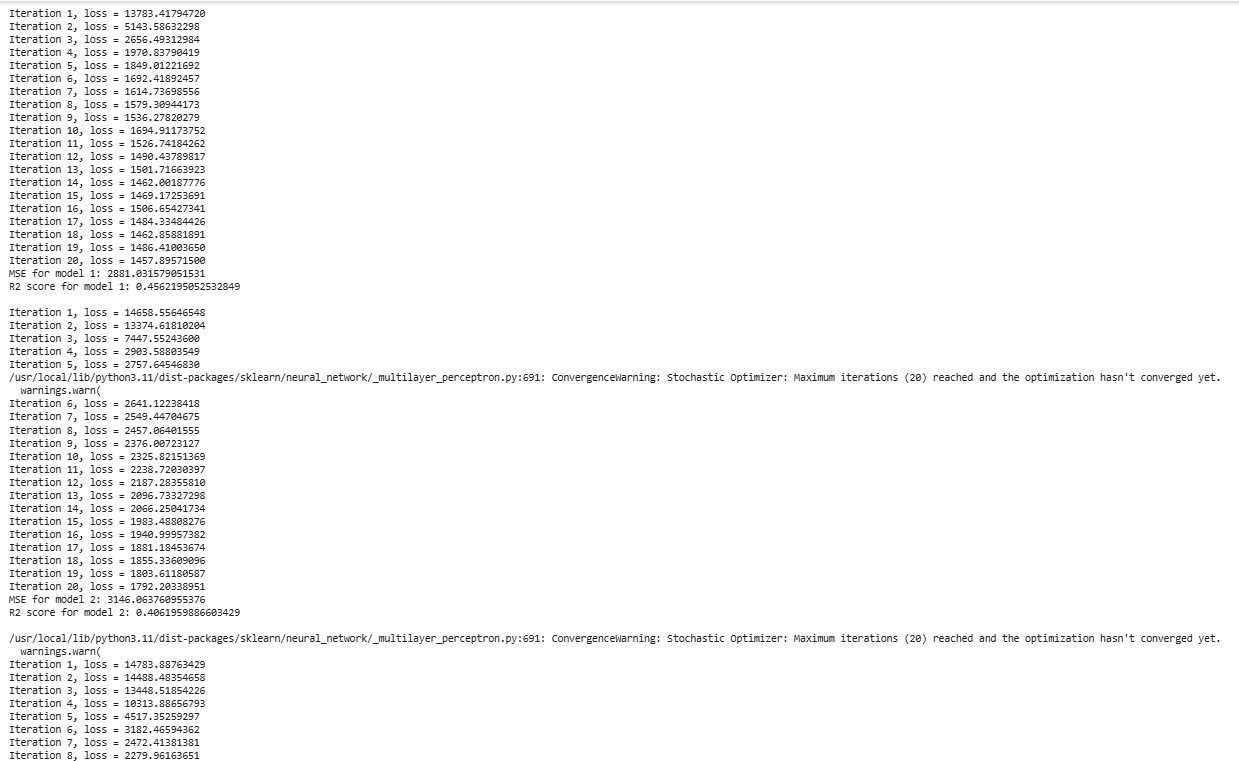 Iteration 1, loss = 13783.41794720
Iteration 2, loss = 5143.58632298
Iteration 3, loss = 2656.49312984
Iteration 4, loss = 1970.83790419
Iteration 5, loss = 1849.01221692
Iteration 6, loss = 1692.41892457
Iteration 7, loss = 1614.73698556
Iteration 8, loss = 1579.30944173
Iteration 9, loss = 1536.27820279
Iteration 10, loss = 1694.91173752
Iteration 11, loss = 1526.74184262
Iteration 12, loss = 1490.43789817
Iteration 13, loss = 1501.71663923
Iteration 14, loss = 1462.00187776
Iteration 15, loss = 1469.17253691
Iteration 16, loss = 1506.65427341
Iteration 17, loss = 1484.33484426
Iteration 18, loss = 1462.85881891
Iteration 19, loss = 1486.41003650
Iteration 20, loss = 1457.89571500
MSE for model 1: 2881.031579051531
R2 score for model 1: 0.4562195052532849
Iteration 1, loss = 14658.55646548
Iteration 2, loss = 13374.61810204
Iteration 3, loss = 7447.55243600
Iteration 4, loss = 2903.58803549
Iteration 5, loss = 2757.64546830
/usr/local/lib/python3.11/dist-packages/sklearn/neural_network/_multilayer_perceptron.py:691: ConvergenceWarning: Stochastic Optimizer: Maximum iterations (20) reached and the optimization hasn't converged yet.
warnings.warn(
Iteration 6, loss = 2641.12238418
Iteration 7, loss = 2549.44704675
Iteration 8, loss = 2457.06401555
Iteration 9, loss = 2376.00723127
Iteration 10, loss = 2325.82151369
Iteration 11, loss = 2238.72030397
Iteration 12, loss = 2187.28355810
Iteration 13, loss = 2096.73327298
Iteration 14, loss = 2066.25041734
Iteration 15, loss = 1983.48808276
Iteration 16, loss = 1940.99957382
Iteration 17, loss = 1881.18453674
Iteration 18, loss = 1855.33609096
Iteration 19, loss = 1803.61180587
Iteration 20, loss = 1792.20338951
MSE for model 2: 3146.063760955376
R2 score for model 2: 0.4061959886603429
/usr/local/lib/python3.11/dist-packages/sklearn/neural_network/_multilayer_perceptron.py:691: ConvergenceWarning: Stochastic Optimizer: Maximum iterations (20) reached and the optimization hasn't converged yet.
warnings.warn(
Iteration 1, loss = 14783.88763429
Iteration 2, loss = 14488.48354658
Iteration 3, loss = 13448.51854226
Iteration 4, loss = 10313.88656793
Iteration 5, loss = 4517.35259297
Iteration 6, loss = 3182.46594362
Iteration 7, loss = 2472.41381381
Iteration 8, loss = 2279.96163651